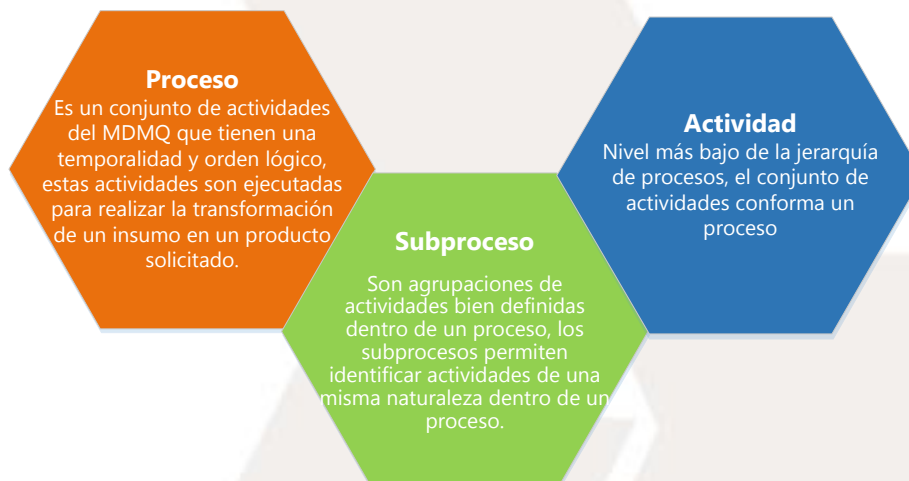 Proceso
Es un conjunto de actividades
del MDMQ que tienen una
temporalidad y orden lógico,
estas actividades son ejecutadas
para realizar la transformación
de un insumo en un producto
solicitado.
Subproceso
Son agrupaciones de
actividades bien definidas
dentro de un proceso, los
subprocesos permiten
identificar actividades de una
misma naturaleza dentro de un
proceso.
Actividad
Nivel más bajo de la jerarquía
de procesos, el conjunto de
actividades conforma un
proceso